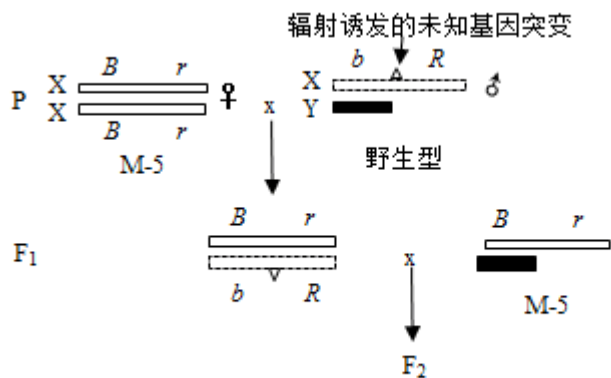 辐射诱发的未知基因突变
B r b R
P X X ♀ x X Y ♂
B r
M-5 野生型
B r B r
F1 x
b R M-5
F2